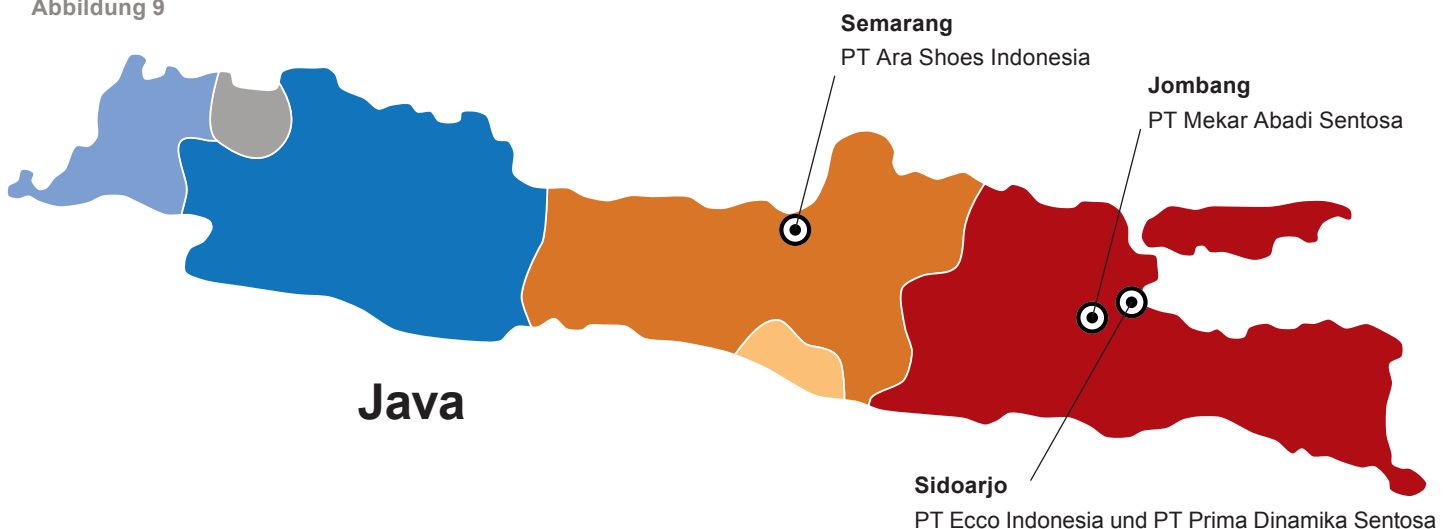 Abbildung 9
Semarang
PT Ara Shoes Indonesia
Jombang
PT Mekar Abadi Sentosa
Java
Sidoarjo
PT Ecco Indonesia und PT Prima Dinamika Sentosa